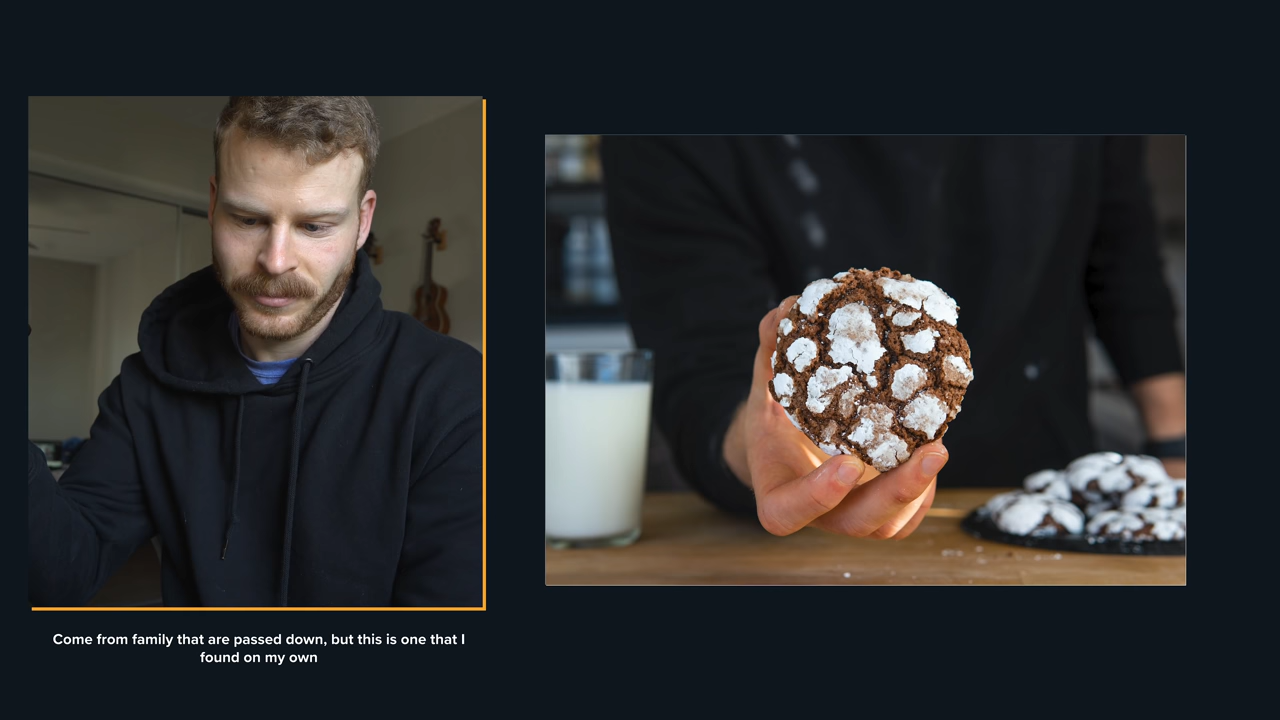 Come from family that are passed down, but this is one that I
found on my own